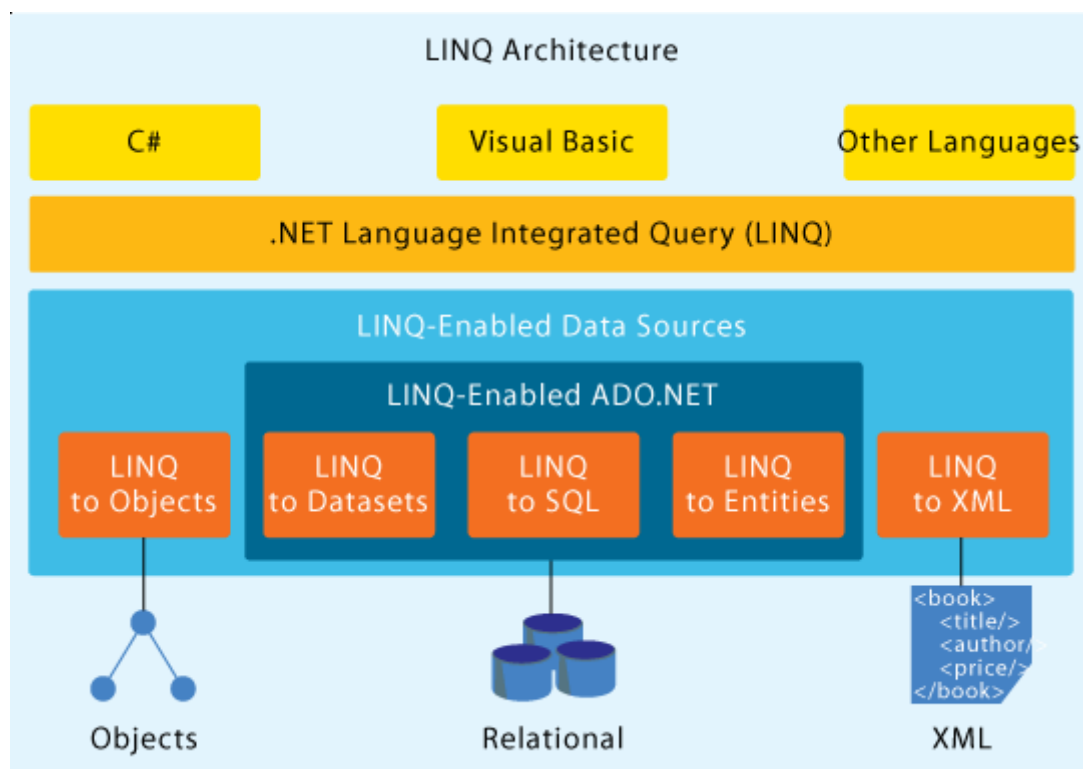 LINQ Architecture
C#
Visual Basic
Other Languages
.NET Language Integrated Query (LINQ)
LINQ-Enabled Data Sources
LINQ-Enabled ADO.NET
LINQ
to Objects
LINQ
to Datasets
LINQ
to SQL
LINQ
to Entities
LINQ
to XML
<book>
<title/>
<author/>
<price/>
</book>
Objects
Relational
XML